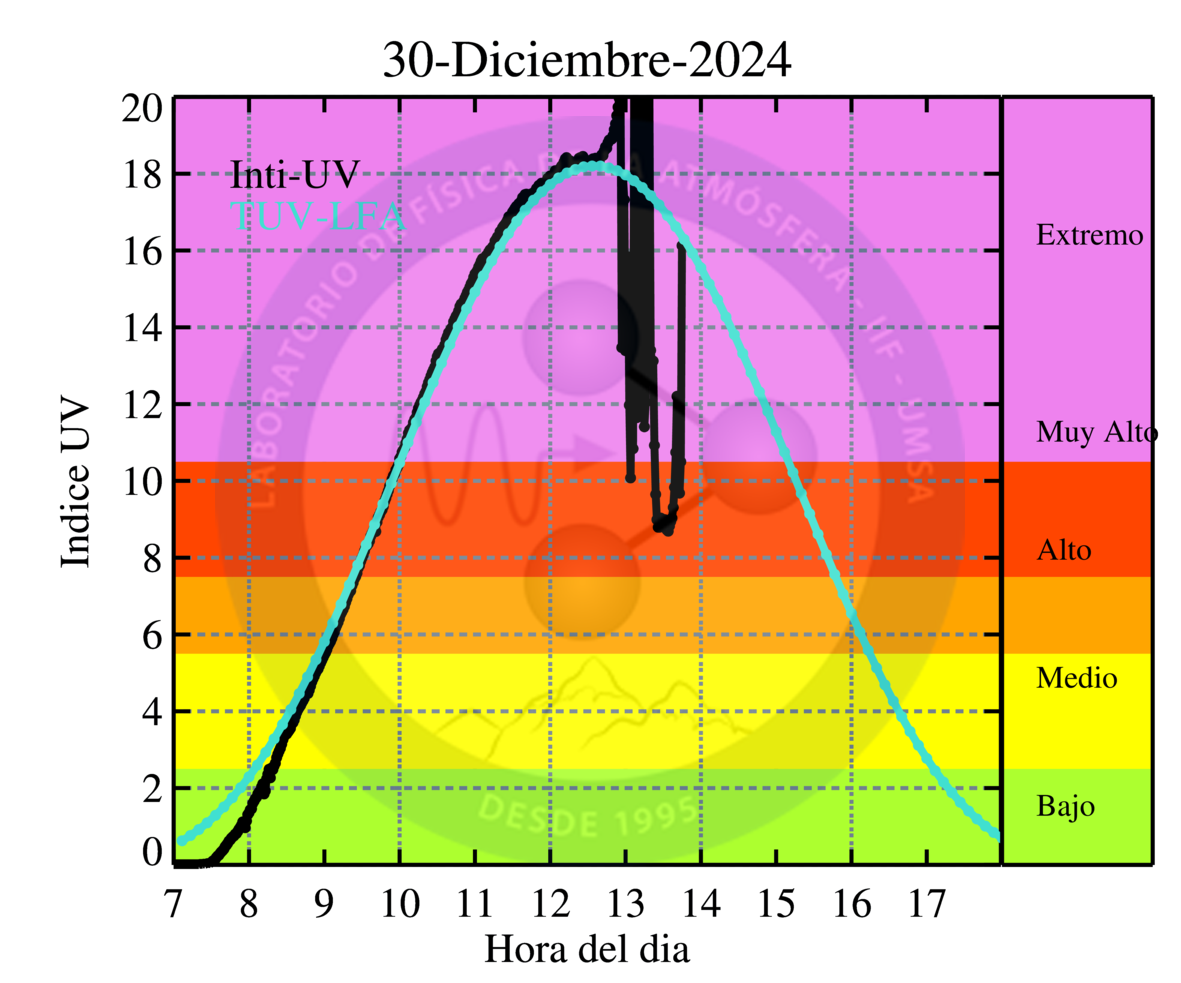 30-Diciembre-2024
20
18
16
14
12
10
8
6
4
2
0
Indice UV
Inti-UV
TUV-LFA
LABORATORIO DE FÍSICA DE LA ATMÓSFERA - IIF - UMSA
DESDE 1995
Extremo
Muy Alto
Alto
Medio
Bajo
7 8 9 10 11 12 13 14 15 16 17
Hora del dia